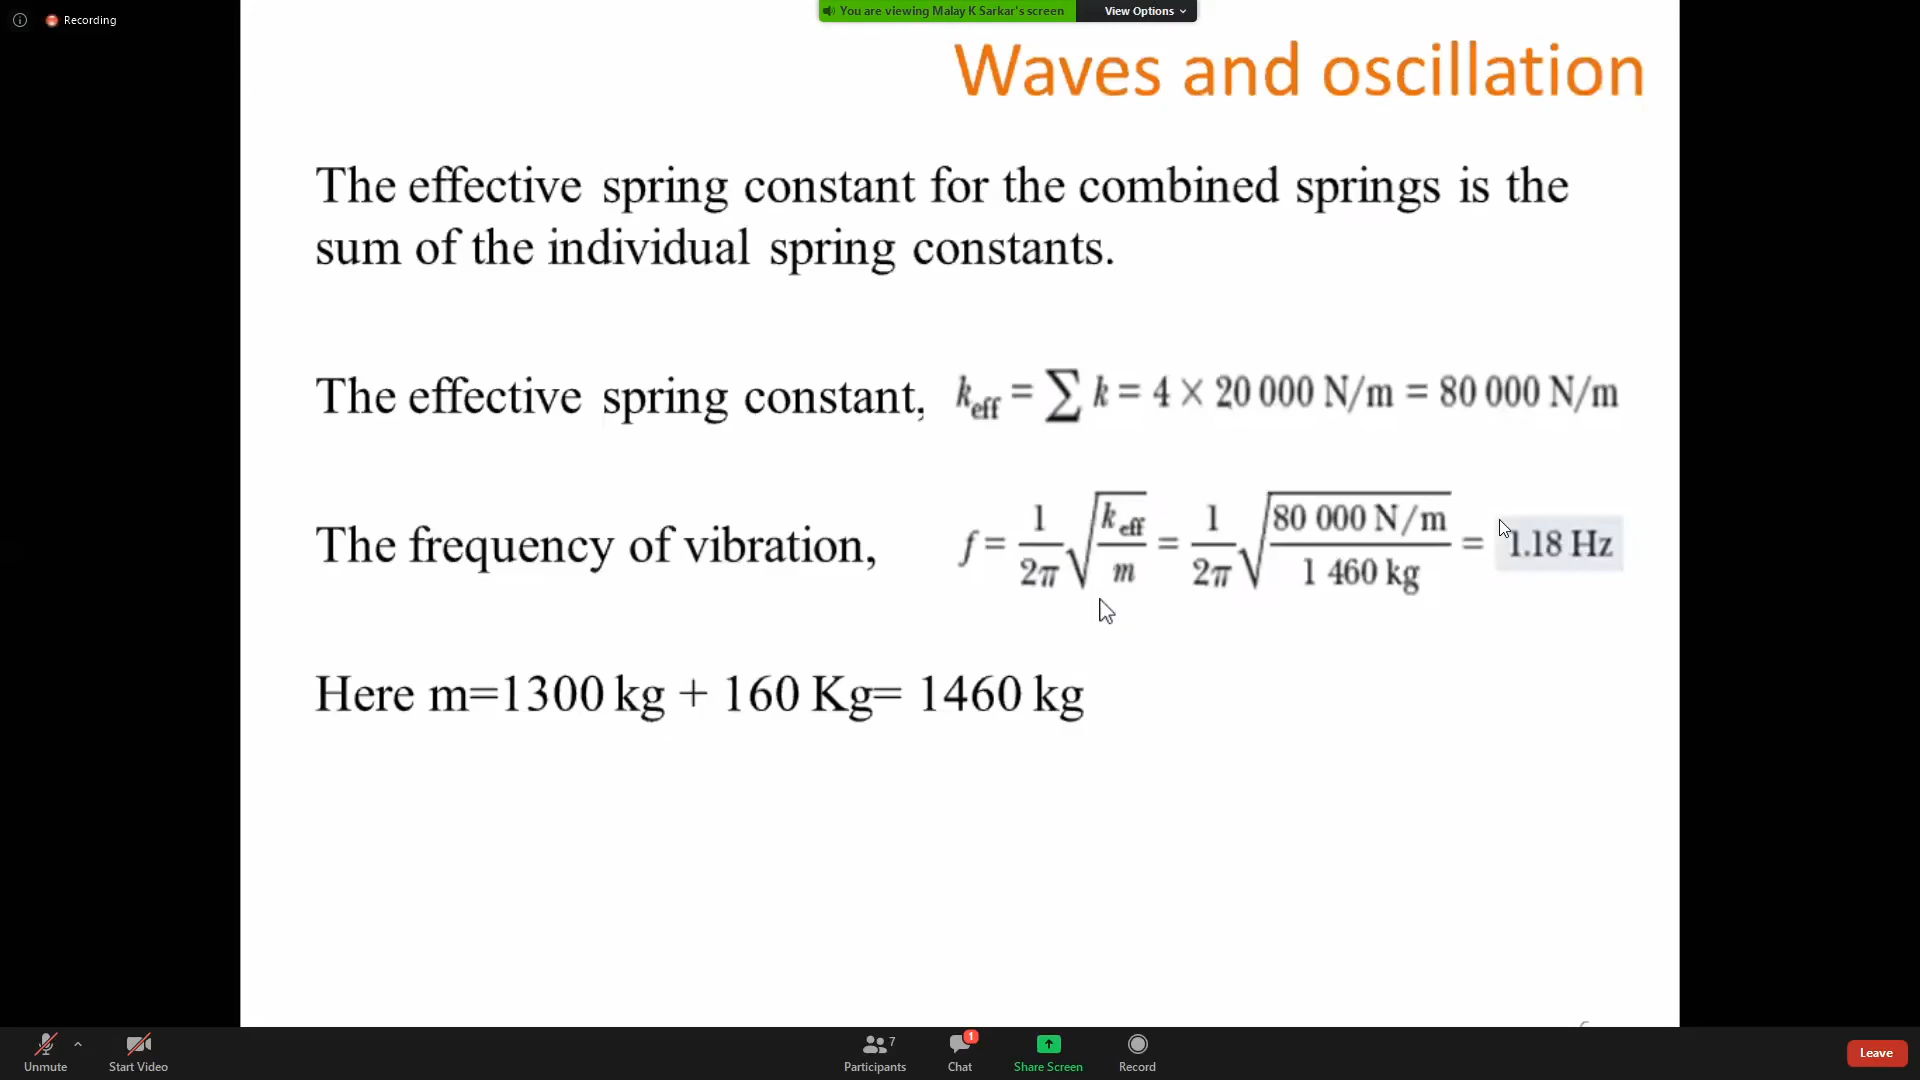 Recording
You are viewing Malay K Sarkar's screen
View Options
Waves and oscillation
The effective spring constant for the combined springs is the
sum of the individual spring constants.
The effective spring constant, k_eff = ∑ k = 4 × 20 000 N/m = 80 000 N/m
The frequency of vibration, f = 1/2π √(k_eff/m) = 1/2π √(80 000 N/m / 1 460 kg) = 1.18 Hz
Here m=1300 kg + 160 Kg= 1460 kg
Unmute
Start Video
7
Participants
1
Chat
Share Screen
Record
Leave